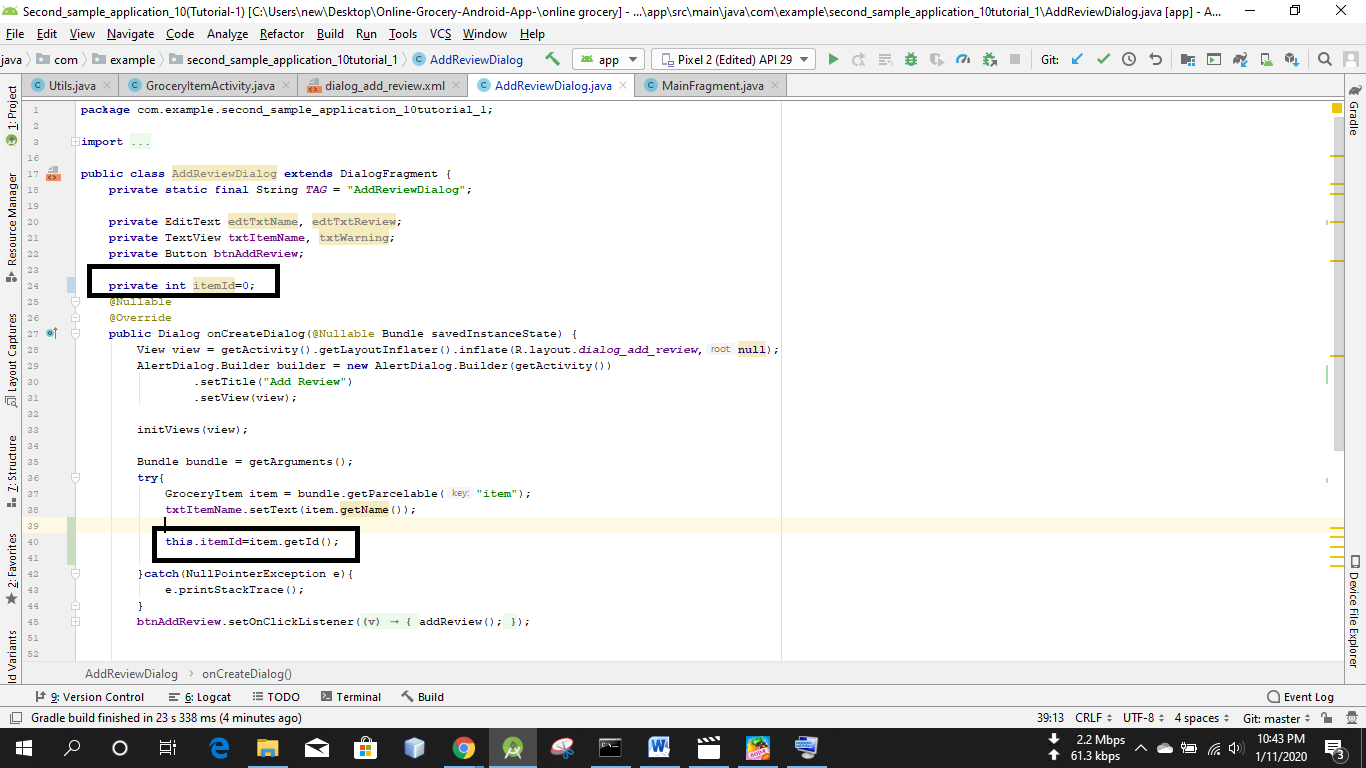 Second_sample_application_10(Tutorial-1) [C:\Users\new\Desktop\Online-Grocery-Android-App-\online grocery] - ...\app\src\main\java\com\example\second_sample_application_10tutorial_1\AddReviewDialog.java [app] - A...
File Edit View Navigate Code Analyze Refactor Build Run Tools VCS Window Help
java com example second_sample_application_10tutorial_1 AddReviewDialog app Pixel 2 (Edited) API 29 Git:
Utils.java GroceryItemActivity.java dialog_add_review.xml AddReviewDialog.java MainFragment.java
1: Project
Resource Manager
Layout Captures
7: Structure
2: Favorites
ld Variants
1 package com.example.second_sample_application_10tutorial_1;
2
3 import ...
16
17 public class AddReviewDialog extends DialogFragment {
18 private static final String TAG = "AddReviewDialog";
19
20 private EditText edtTxtName, edtTxtReview;
21 private TextView txtItemName, txtWarning;
22 private Button btnAddReview;
23
24 private int itemId=0;
25 @Nullable
26 @Override
27 public Dialog onCreateDialog(@Nullable Bundle savedInstanceState) {
28 View view = getActivity().getLayoutInflater().inflate(R.layout.dialog_add_review, root: null);
29 AlertDialog.Builder builder = new AlertDialog.Builder(getActivity())
30 .setTitle("Add Review")
31 .setView(view);
32
33 initViews(view);
34
35 Bundle bundle = getArguments();
36 try{
37 GroceryItem item = bundle.getParcelable( key: "item");
38 txtItemName.setText(item.getName());
39
40 this.itemId=item.getId();
41
42 }catch(NullPointerException e){
43 e.printStackTrace();
44 }
45 btnAddReview.setOnClickListener((v) → { addReview(); });
51
52
Gradle
Device File Explorer
AddReviewDialog › onCreateDialog()
9: Version Control 6: Logcat TODO Terminal Build Event Log
Gradle build finished in 23 s 338 ms (4 minutes ago) 39:13 CRLF UTF-8 4 spaces Git: master
2.2 Mbps
61.3 kbps
10:43 PM
1/11/2020
3